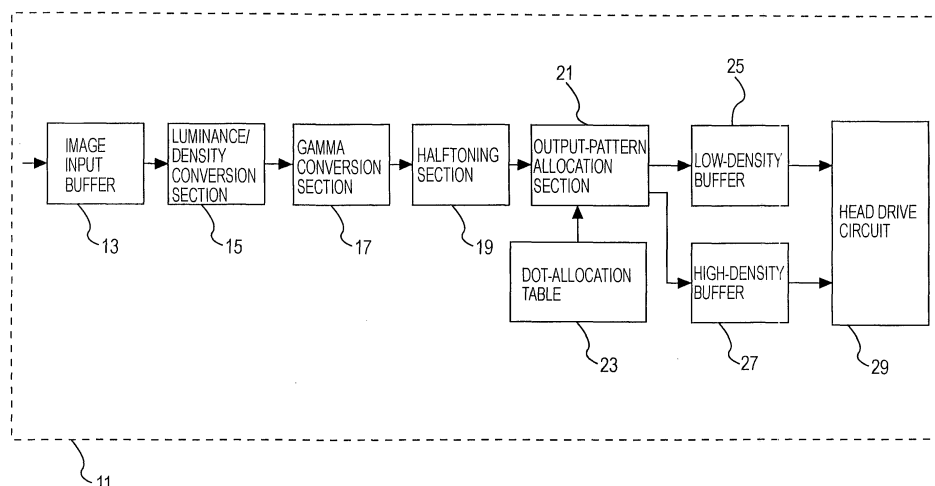 21
25
IMAGE
INPUT
BUFFER
LUMINANCE/
DENSITY
CONVERSION
SECTION
GAMMA
CONVERSION
SECTION
HALFTONING
SECTION
OUTPUT-PATTERN
ALLOCATION
SECTION
LOW-DENSITY
BUFFER
HEAD DRIVE
CIRCUIT
13
15
17
19
DOT-ALLOCATION
TABLE
HIGH-DENSITY
BUFFER
23
27
29
11